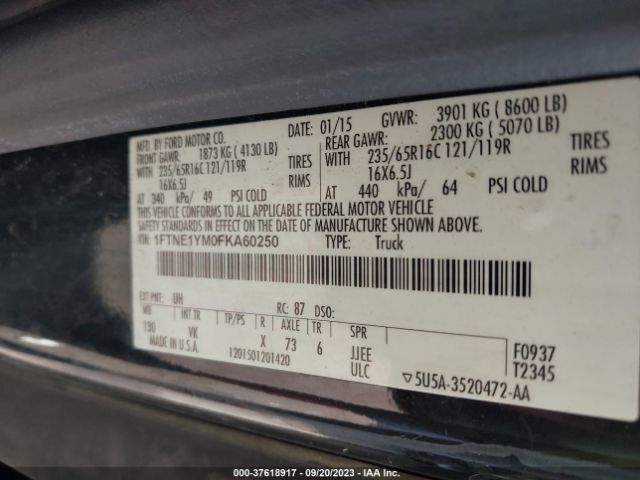 MFD. BY FORD MOTOR CO.
DATE: 01/15 GVWR: 3901 KG ( 8600 LB)
FRONT GAWR: 1873 KG ( 4130 LB)
REAR GAWR: 2300 KG ( 5070 LB)
WITH 235/65R16C 121/119R TIRES
WITH 235/65R16C 121/119R TIRES
16X6.5J RIMS
16X6.5J RIMS
AT 340 kPa/ 49 PSI COLD
AT 440 kPa/ 64 PSI COLD
THIS VEHICLE CONFORMS TO ALL APPLICABLE FEDERAL MOTOR VEHICLE
SAFETY STANDARDS IN EFFECT ON THE DATE OF MANUFACTURE SHOWN ABOVE.
VIN: 1FTNE1YM0FKA60250 TYPE: Truck
EXT PNT: UH RC: 87 DSO:
WB INT TR TP/PS R AXLE TR SPR
130 VK X 73 6 JJEE
F0937
MADE IN U.S.A. 1201501201420 ULC
T2345
▽5U5A-3520472-AA
000-37618917 - 09/20/2023 - IAA Inc.